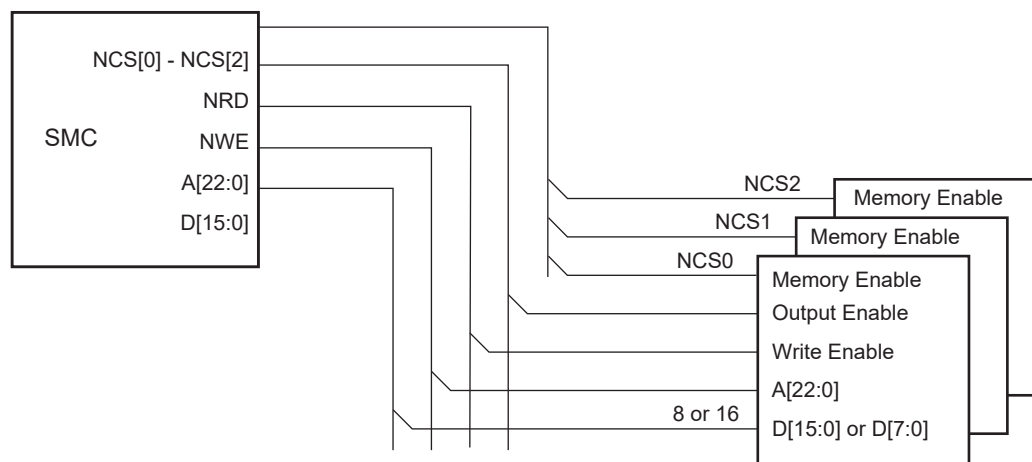 NCS[0] - NCS[2]
NRD
SMC
NWE
A[22:0]
D[15:0]
NCS2
Memory Enable
NCS1
Memory Enable
NCS0
Memory Enable
Output Enable
Write Enable
A[22:0]
8 or 16
D[15:0] or D[7:0]